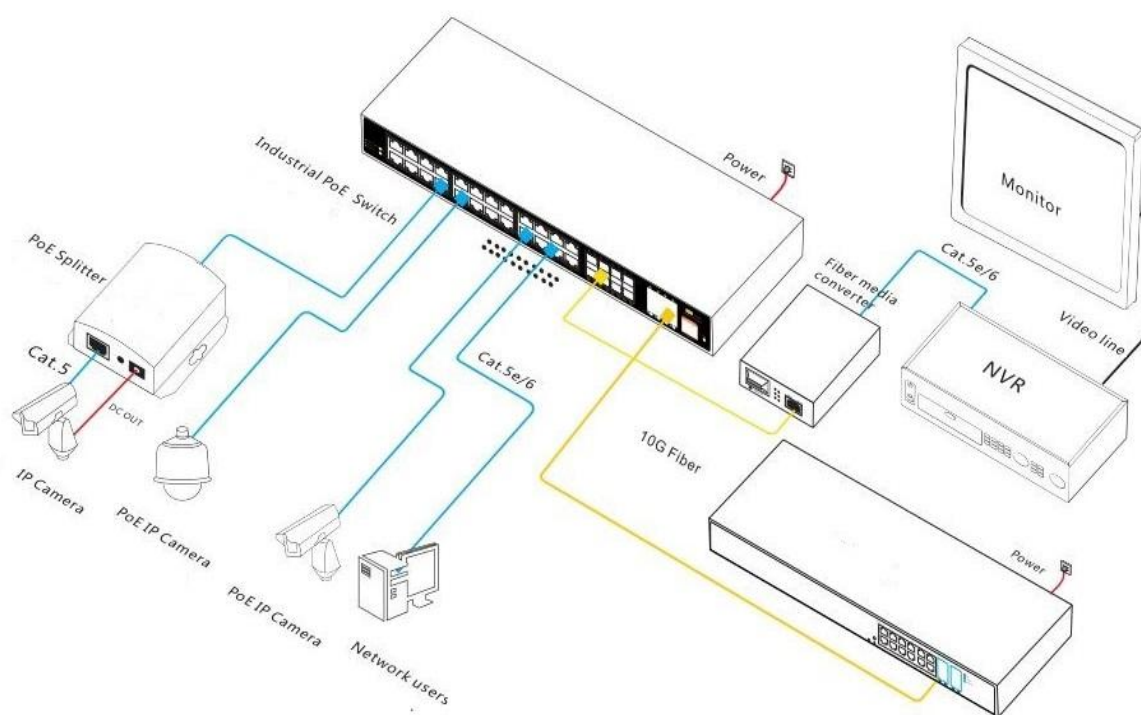 Industrial PoE Switch
Power
Monitor
PoE Splitter
Cat.5e/6
Fiber media
converter
Video line
NVR
Cat.5
DC OUT
Cat.5e/6
10G Fiber
IP Camera
PoE IP Camera
PoE IP Camera
Network users
Power